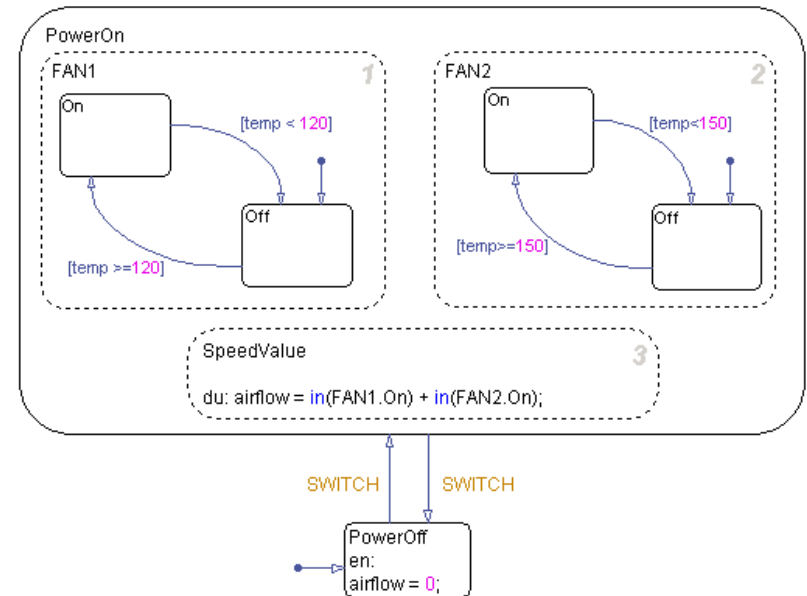 PowerOn
FAN1
1
On
[temp < 120]
Off
[temp >=120]
FAN2
2
On
[temp<150]
Off
[temp>=150]
SpeedValue
3
du: airflow = in(FAN1.On) + in(FAN2.On);
SWITCH
SWITCH
PowerOff
en:
airflow = 0;